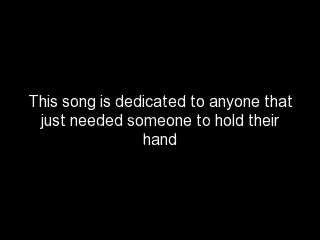 This song is dedicated to anyone that
just needed someone to hold their
hand